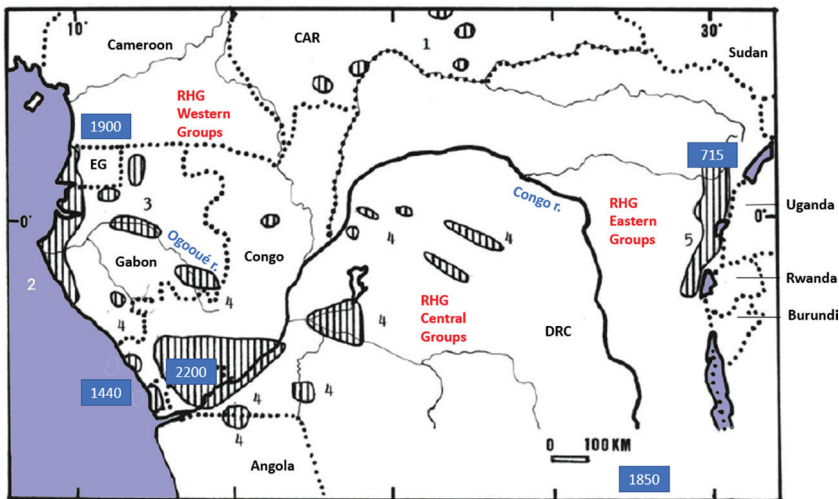 10°
30°
Cameroon
CAR
1
Sudan
RHG
Western
Groups
1900
EG
715
3
0°
Ogooué r.
Congo r.
RHG
Eastern
Groups
Uganda
0°
4
4
5
Gabon
Congo
2
4
4
Rwanda
RHG
Central
Groups
4
DRC
Burundi
2200
1440
4
4
4
0 100 KM
Angola
1850